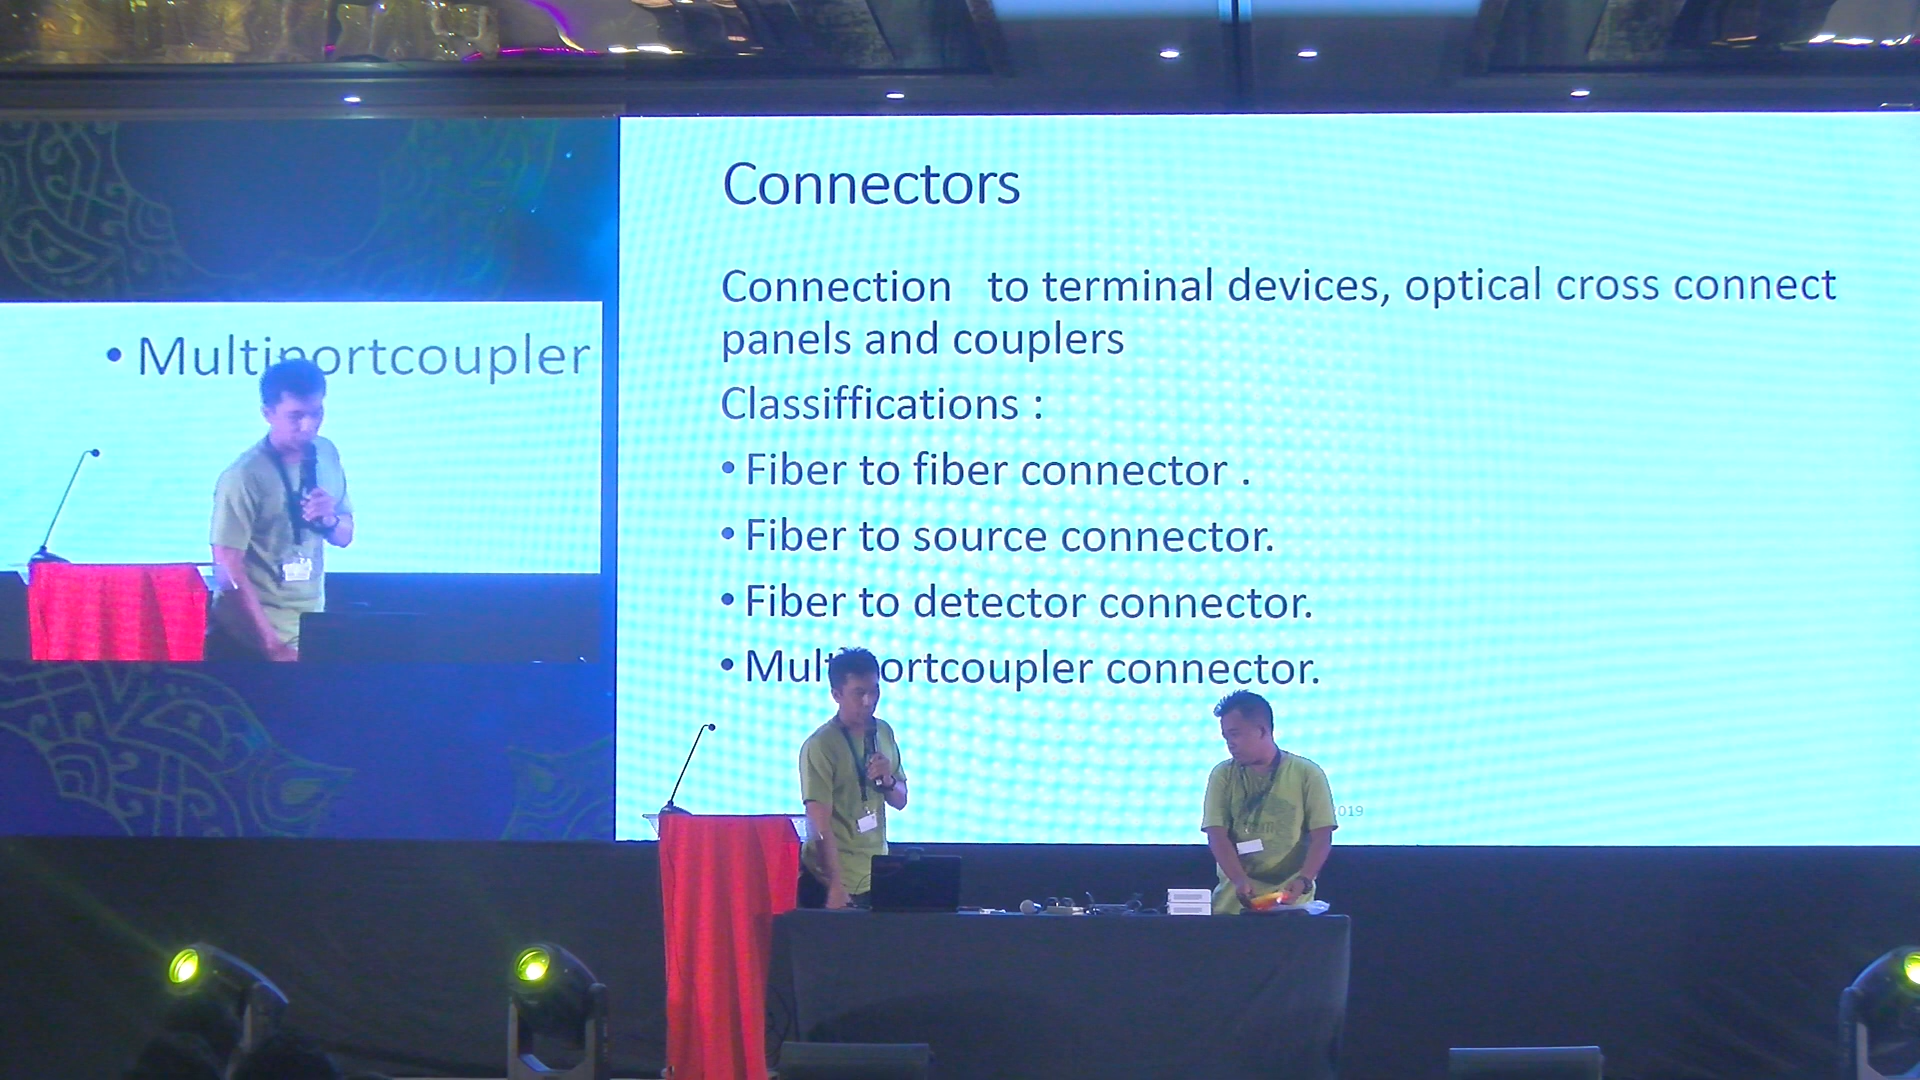 Connectors
Connection to terminal devices, optical cross connect
panels and couplers
Classiffications :
• Fiber to fiber connector .
• Fiber to source connector.
• Fiber to detector connector.
• Multiportcoupler connector.
• Multiportcoupler